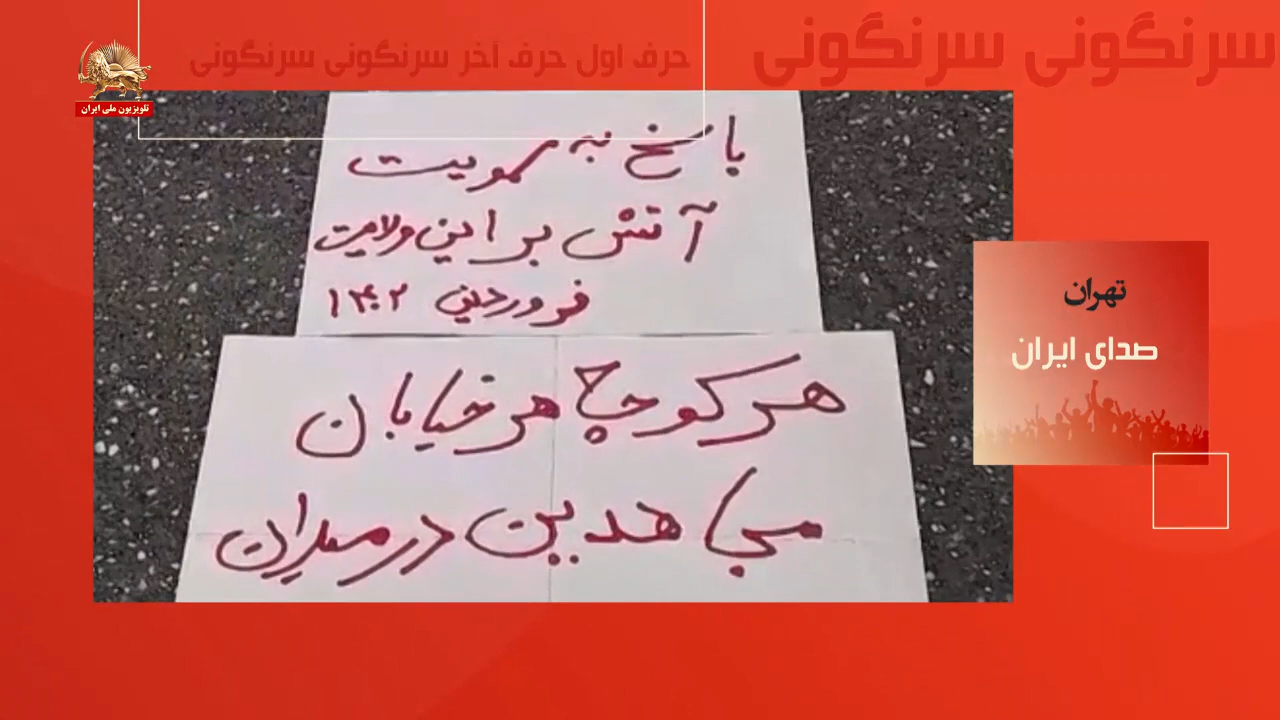 سرنگونی سرنگونی
حرف اول حرف آخر سرنگونی سرنگونی
تلویزیون ملی ایران
پاسخ به مسمومیت
آتش بر این ولایت
فروردین ۱۴۰۲
هر کوچه هر خیابان
مجاهدین در میدان
تهران
صدای ایران